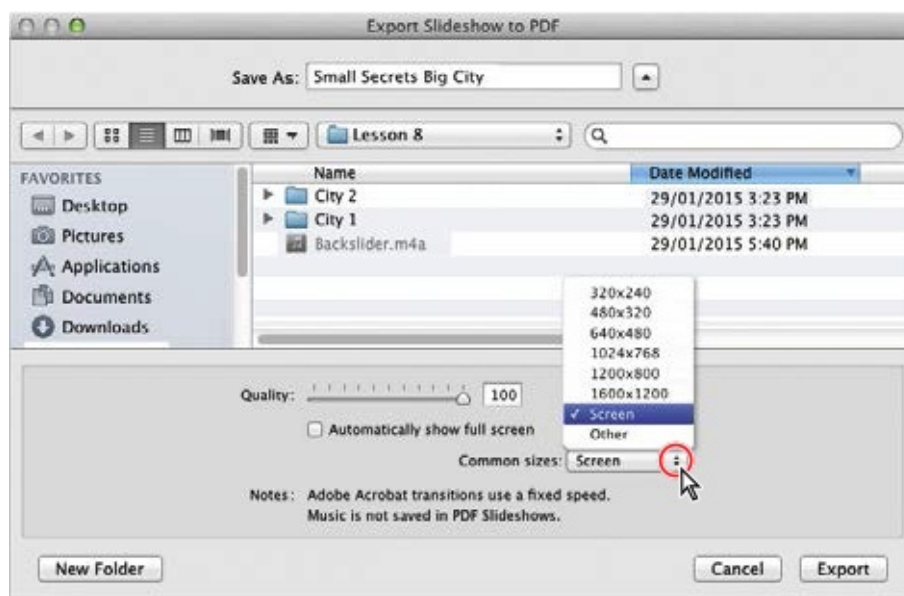 Export Slideshow to PDF
Save As: Small Secrets Big City
Lesson 8
FAVORITES
Desktop
Pictures
Applications
Documents
Downloads
Name Date Modified
City 2 29/01/2015 3:23 PM
City 1 29/01/2015 3:23 PM
Backslider.m4a 29/01/2015 5:40 PM
320x240
480x320
640x480
1024x768
1200x800
1600x1200
Screen
Other
Quality: 100
Automatically show full screen
Common sizes: Screen
Notes: Adobe Acrobat transitions use a fixed speed.
Music is not saved in PDF Slideshows.
New Folder Cancel Export